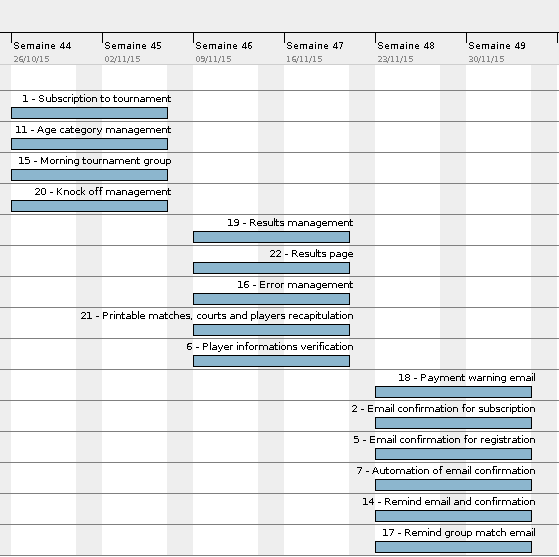 Semaine 44 Semaine 45 Semaine 46 Semaine 47 Semaine 48 Semaine 49
26/10/15 02/11/15 09/11/15 16/11/15 23/11/15 30/11/15
1 - Subscription to tournament
11 - Age category management
15 - Morning tournament group
20 - Knock off management
19 - Results management
22 - Results page
16 - Error management
21 - Printable matches, courts and players recapitulation
6 - Player informations verification
18 - Payment warning email
2 - Email confirmation for subscription
5 - Email confirmation for registration
7 - Automation of email confirmation
14 - Remind email and confirmation
17 - Remind group match email